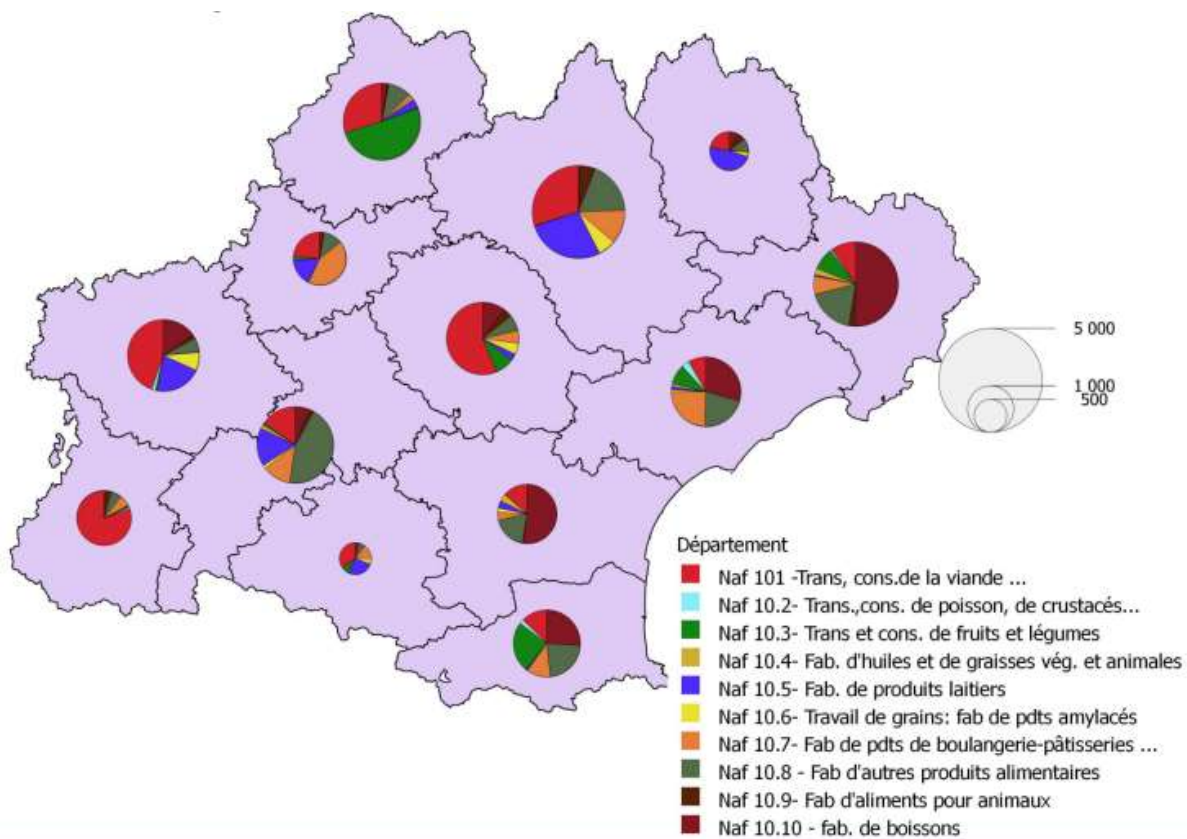 5 000
1 000
500
Département
Naf 101 -Trans, cons.de la viande ...
Naf 10.2- Trans.,cons. de poisson, de crustacés...
Naf 10.3- Trans et cons. de fruits et légumes
Naf 10.4- Fab. d'huiles et de graisses vég. et animales
Naf 10.5- Fab. de produits laitiers
Naf 10.6- Travail de grains: fab de pdts amylacés
Naf 10.7- Fab de pdts de boulangerie-pâtisseries ...
Naf 10.8 - Fab d'autres produits alimentaires
Naf 10.9- Fab d'aliments pour animaux
Naf 10.10 - fab. de boissons